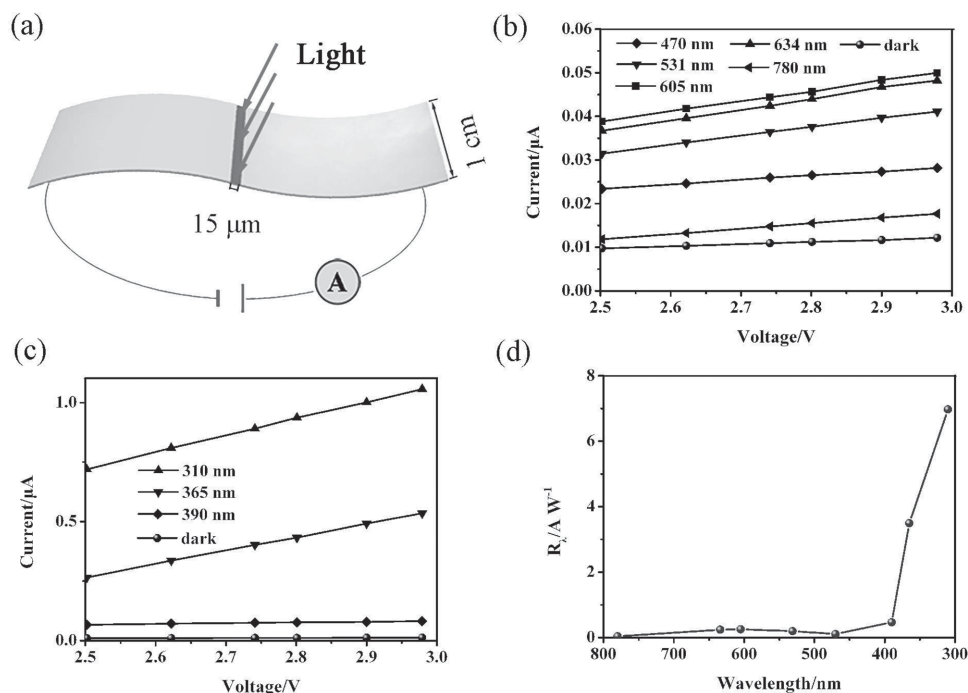 (a)
Light
1 cm
15 μm
A
(b)
0.06
0.05
0.04
0.03
0.02
0.01
0.00
Current/μA
470 nm
531 nm
605 nm
634 nm
780 nm
dark
2.5 2.6 2.7 2.8 2.9 3.0
Voltage/V
(c)
1.0
0.5
0.0
Current/μA
310 nm
365 nm
390 nm
dark
2.5 2.6 2.7 2.8 2.9 3.0
Voltage/V
(d)
8
6
4
2
0
Rλ/A W⁻¹
800 700 600 500 400 300
Wavelength/nm